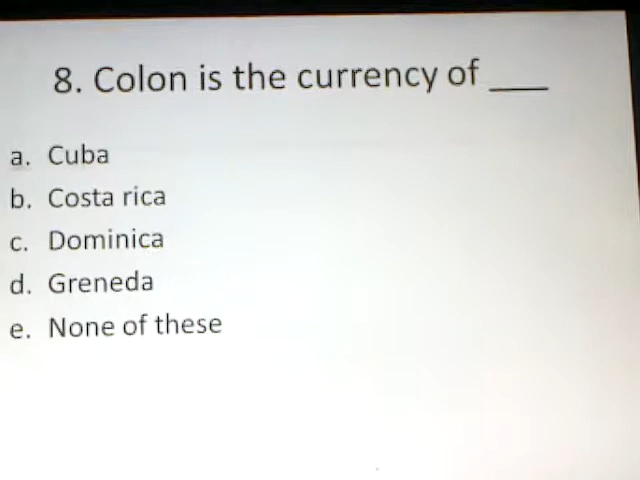 8. Colon is the currency of ___
a. Cuba
b. Costa rica
c. Dominica
d. Greneda
e. None of these